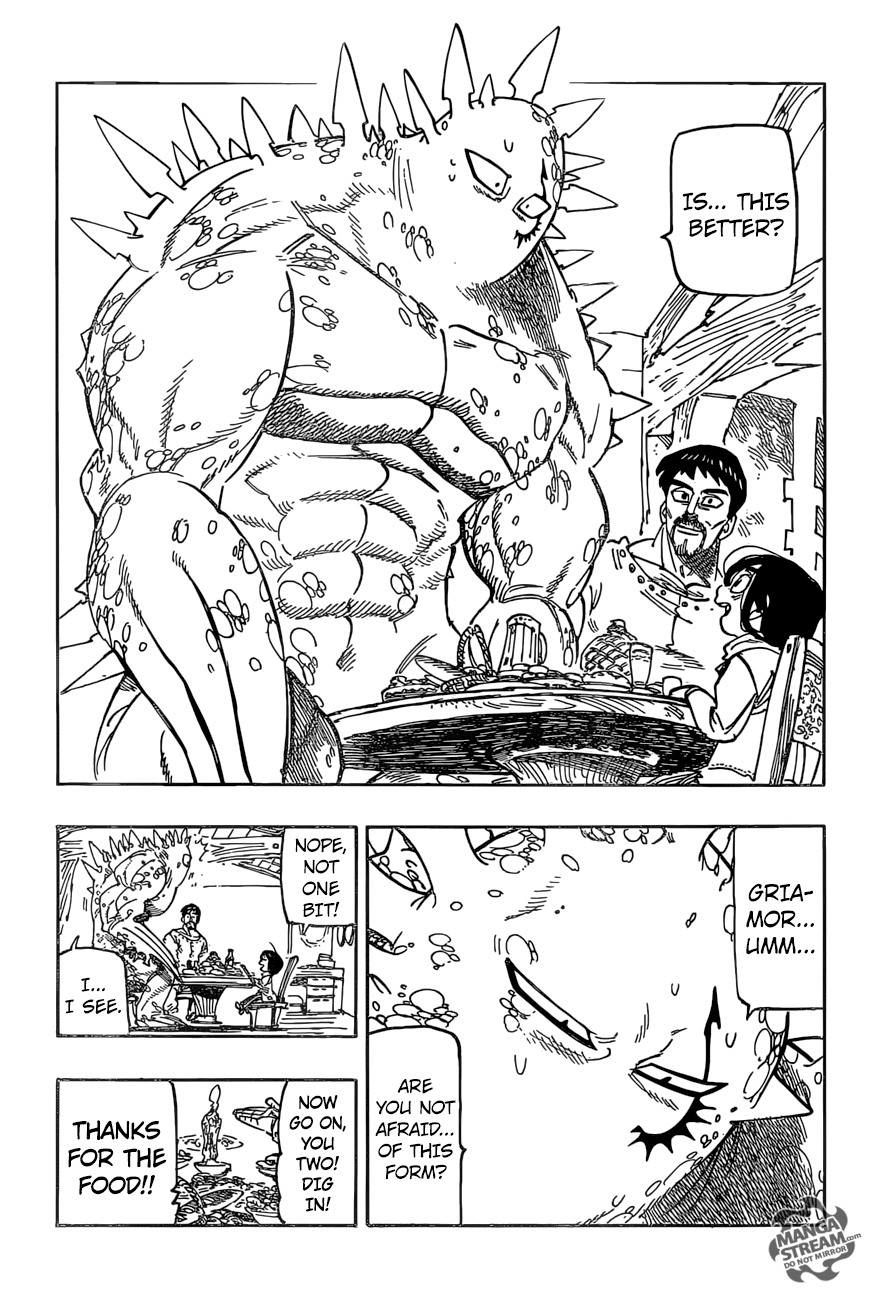 IS... THIS
BETTER?
GRIA-
MOR...
UMM...
ARE
YOU NOT
AFRAID...
OF THIS
FORM?
NOPE,
NOT
ONE
BIT!
I...
I SEE.
NOW
GO ON,
YOU
TWO!
DIG
IN!
THANKS
FOR THE
FOOD!!
MANGA
STREAM.com
DO NOT MIRROR